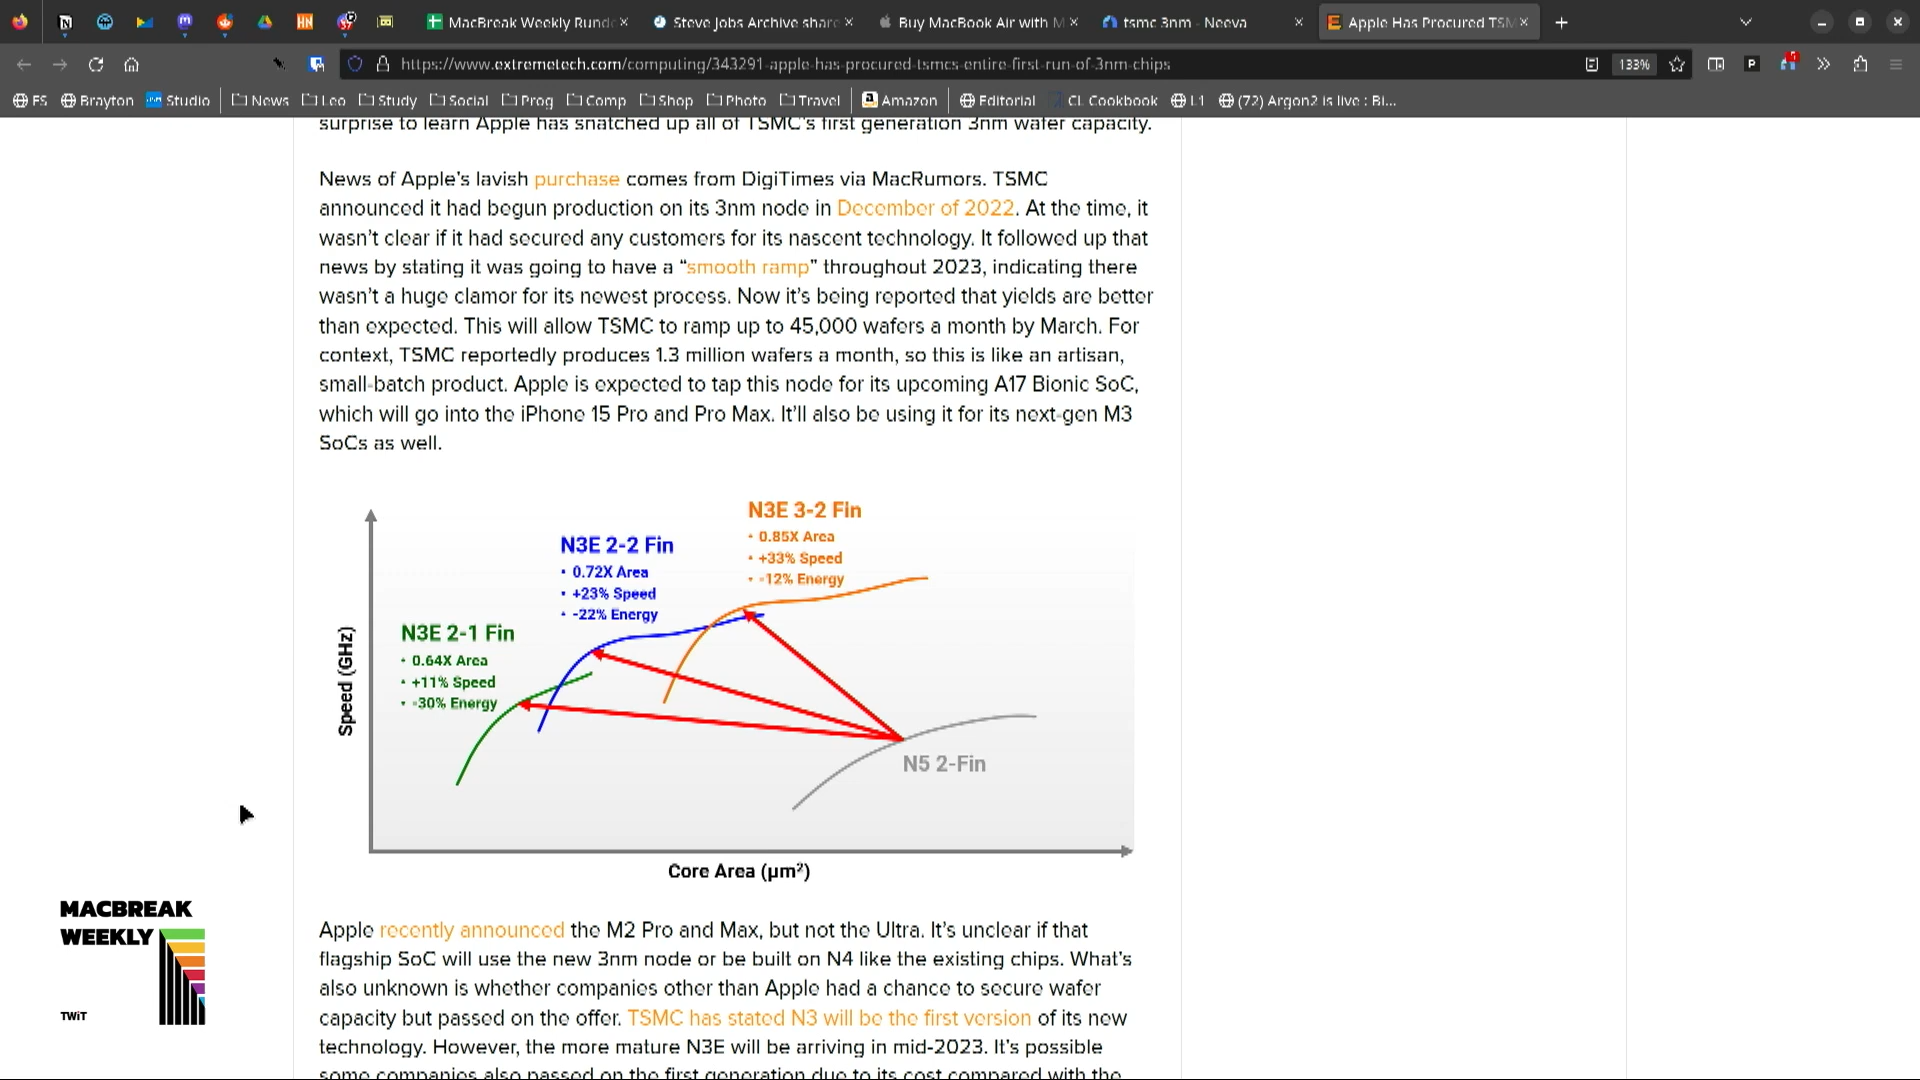 MacBreak Weekly Rund
Steve Jobs Archive share
Buy MacBook Air with M
tsmc 3nm - Neeva
Apple Has Procured TSM
https://www.extremetech.com/computing/343291-apple-has-procured-tsmcs-entire-first-run-of-3nm-chips
133%
FS
Brayton
Studio
News
Leo
Study
Social
Prog
Comp
Shop
Photo
Travel
Amazon
Editorial
CL Cookbook
L1
(72) Argon2 is live : Bi...
surprise to learn Apple has snatched up all of TSMC's first generation 3nm wafer capacity.
News of Apple's lavish purchase comes from DigiTimes via MacRumors. TSMC
announced it had begun production on its 3nm node in December of 2022. At the time, it
wasn't clear if it had secured any customers for its nascent technology. It followed up that
news by stating it was going to have a “smooth ramp” throughout 2023, indicating there
wasn't a huge clamor for its newest process. Now it's being reported that yields are better
than expected. This will allow TSMC to ramp up to 45,000 wafers a month by March. For
context, TSMC reportedly produces 1.3 million wafers a month, so this is like an artisan,
small-batch product. Apple is expected to tap this node for its upcoming A17 Bionic SoC,
which will go into the iPhone 15 Pro and Pro Max. It'll also be using it for its next-gen M3
SoCs as well.
N3E 3-2 Fin
• 0.85X Area
• +33% Speed
• -12% Energy
N3E 2-2 Fin
• 0.72X Area
• +23% Speed
• -22% Energy
N3E 2-1 Fin
• 0.64X Area
• +11% Speed
• -30% Energy
Speed (GHz)
N5 2-Fin
Core Area (μm²)
MACBREAK
WEEKLY
TWiT
Apple recently announced the M2 Pro and Max, but not the Ultra. It's unclear if that
flagship SoC will use the new 3nm node or be built on N4 like the existing chips. What's
also unknown is whether companies other than Apple had a chance to secure wafer
capacity but passed on the offer. TSMC has stated N3 will be the first version of its new
technology. However, the more mature N3E will be arriving in mid-2023. It's possible
some companies also passed on the first generation due to its cost compared with the